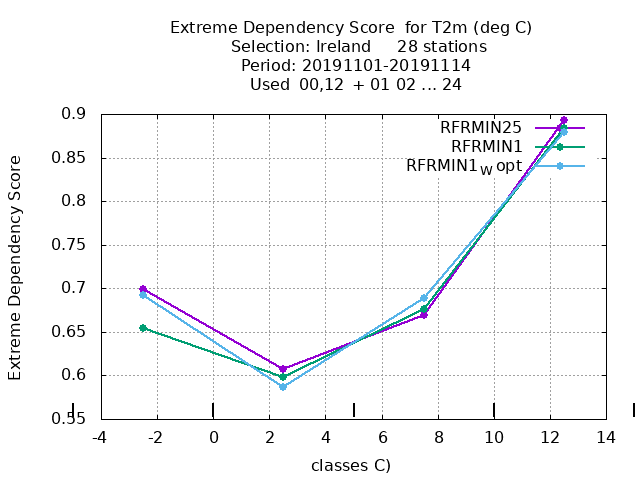 Extreme Dependency Score  for T2m (deg C)
Selection: Ireland     28 stations
Period: 20191101-20191114
Used  00,12  + 01 02 ... 24
Extreme Dependency Score
0.9
0.85
0.8
0.75
0.7
0.65
0.6
0.55
RFRMIN25
RFRMIN1
RFRMIN1W opt
-4 -2 0 2 4 6 8 10 12 14
classes C)